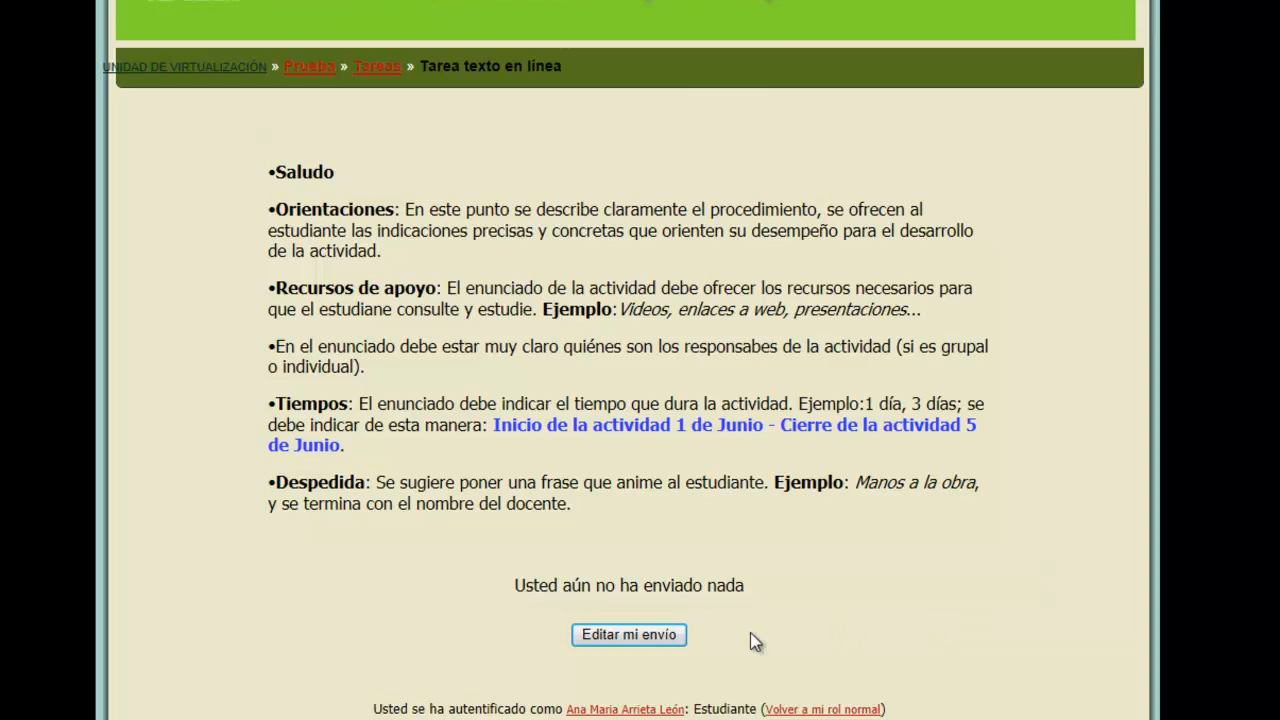 UNIDAD DE VIRTUALIZACIÓN » Prueba » Tareas » Tarea texto en línea
•Saludo
•Orientaciones: En este punto se describe claramente el procedimiento, se ofrecen al
estudiante las indicaciones precisas y concretas que orienten su desempeño para el desarrollo
de la actividad.
•Recursos de apoyo: El enunciado de la actividad debe ofrecer los recursos necesarios para
que el estudiane consulte y estudie. Ejemplo:Videos, enlaces a web, presentaciones...
•En el enunciado debe estar muy claro quiénes son los responsabes de la actividad (si es grupal
o individual).
•Tiempos: El enunciado debe indicar el tiempo que dura la actividad. Ejemplo:1 día, 3 días; se
debe indicar de esta manera: Inicio de la actividad 1 de Junio - Cierre de la actividad 5
de Junio.
•Despedida: Se sugiere poner una frase que anime al estudiante. Ejemplo: Manos a la obra,
y se termina con el nombre del docente.
Usted aún no ha enviado nada
Editar mi envío
Usted se ha autentificado como Ana Maria Arrieta León: Estudiante (Volver a mi rol normal)